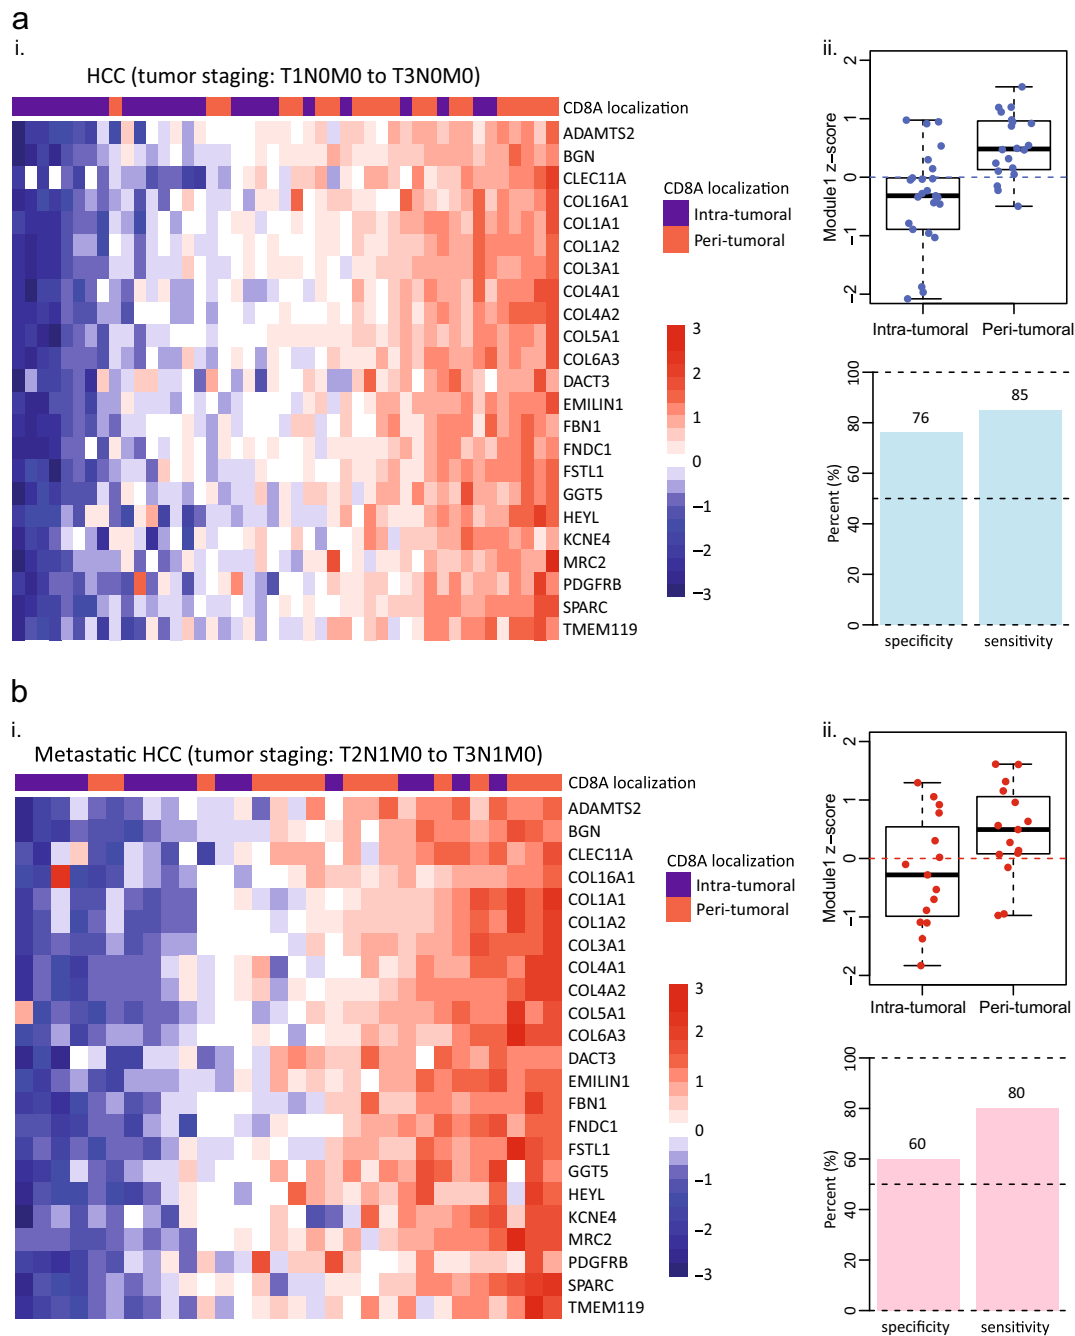 a
i.
HCC (tumor staging: T1N0M0 to T3N0M0)
CD8A localization
ADAMTS2
BGN
CLEC11A
COL16A1
COL1A1
COL1A2
COL3A1
COL4A1
COL4A2
COL5A1
COL6A3
DACT3
EMILIN1
FBN1
FNDC1
FSTL1
GGT5
HEYL
KCNE4
MRC2
PDGFRB
SPARC
TMEM119
CD8A localization
Intra-tumoral
Peri-tumoral
3
2
1
0
−1
−2
−3
ii.
Module1 z−score
2
1
0
−1
−2
Intra-tumoral Peri-tumoral
Percent (%)
100
80
60
40
20
0
76
85
specificity sensitivity
b
i.
Metastatic HCC (tumor staging: T2N1M0 to T3N1M0)
CD8A localization
ADAMTS2
BGN
CLEC11A
COL16A1
COL1A1
COL1A2
COL3A1
COL4A1
COL4A2
COL5A1
COL6A3
DACT3
EMILIN1
FBN1
FNDC1
FSTL1
GGT5
HEYL
KCNE4
MRC2
PDGFRB
SPARC
TMEM119
CD8A localization
Intra-tumoral
Peri-tumoral
3
2
1
0
−1
−2
−3
ii.
Module1 z−score
2
1
0
−1
−2
Intra-tumoral Peri-tumoral
Percent (%)
100
80
60
40
20
0
60
80
specificity sensitivity